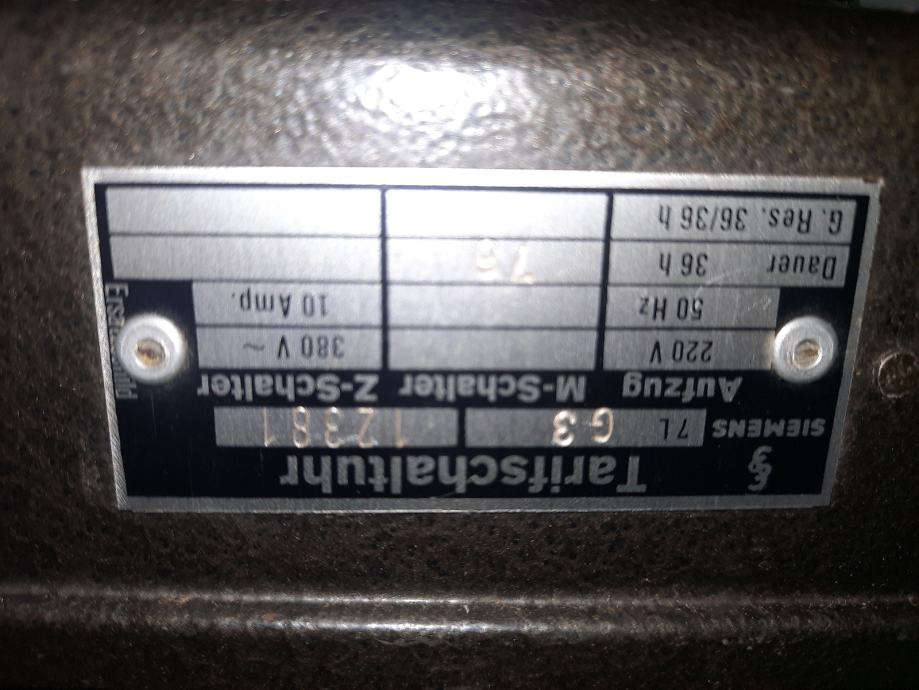 Tarifschaltuhr
SIEMENS 7L G3 12381
Aufzug M-Schalter Z-Schalter
220 V 380 V ~
50 Hz 10 Amp.
Dauer 36 h
G. Res. 36/36 h